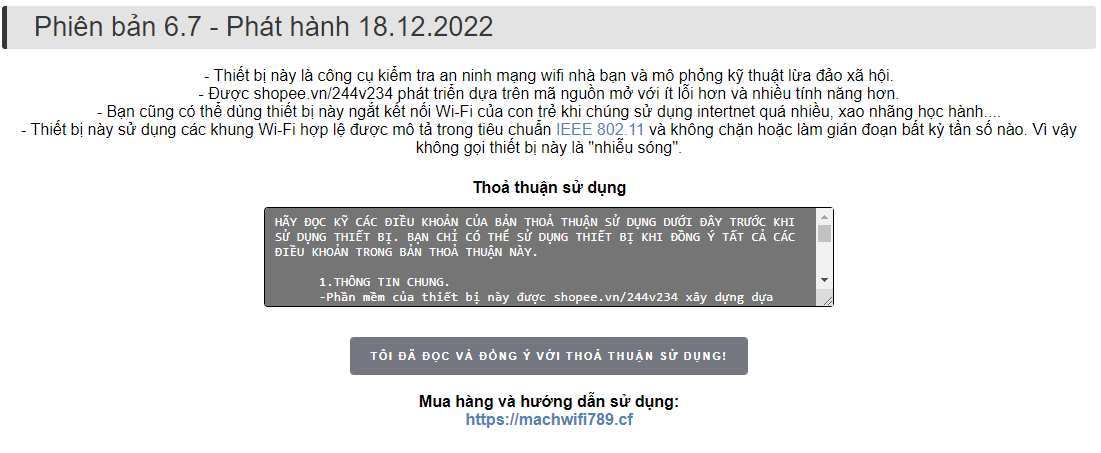 Phiên bản 6.7 - Phát hành 18.12.2022
- Thiết bị này là công cụ kiểm tra an ninh mạng wifi nhà bạn và mô phỏng kỹ thuật lừa đảo xã hội.
- Được shopee.vn/244v234 phát triển dựa trên mã nguồn mở với ít lỗi hơn và nhiều tính năng hơn.
- Bạn cũng có thể dùng thiết bị này ngắt kết nối Wi-Fi của con trẻ khi chúng sử dụng intertnet quá nhiều, xao nhãng học hành....
- Thiết bị này sử dụng các khung Wi-Fi hợp lệ được mô tả trong tiêu chuẩn IEEE 802.11 và không chặn hoặc làm gián đoạn bất kỳ tần số nào. Vì vậy
không gọi thiết bị này là "nhiễu sóng".
Thoả thuận sử dụng
HÃY ĐỌC KỸ CÁC ĐIỀU KHOẢN CỦA BẢN THOẢ THUẬN SỬ DỤNG DƯỚI ĐÂY TRƯỚC KHI
SỬ DỤNG THIẾT BỊ. BẠN CHỈ CÓ THỂ SỬ DỤNG THIẾT BỊ KHI ĐỒNG Ý TẤT CẢ CÁC
ĐIỀU KHOẢN TRONG BẢN THOẢ THUẬN NÀY.
1.THÔNG TIN CHUNG.
-Phần mềm của thiết bị này được shopee.vn/244v234 xây dựng dựa
TÔI ĐÃ ĐỌC VÀ ĐỒNG Ý VỚI THOẢ THUẬN SỬ DỤNG!
Mua hàng và hướng dẫn sử dụng:
https://machwifi789.cf